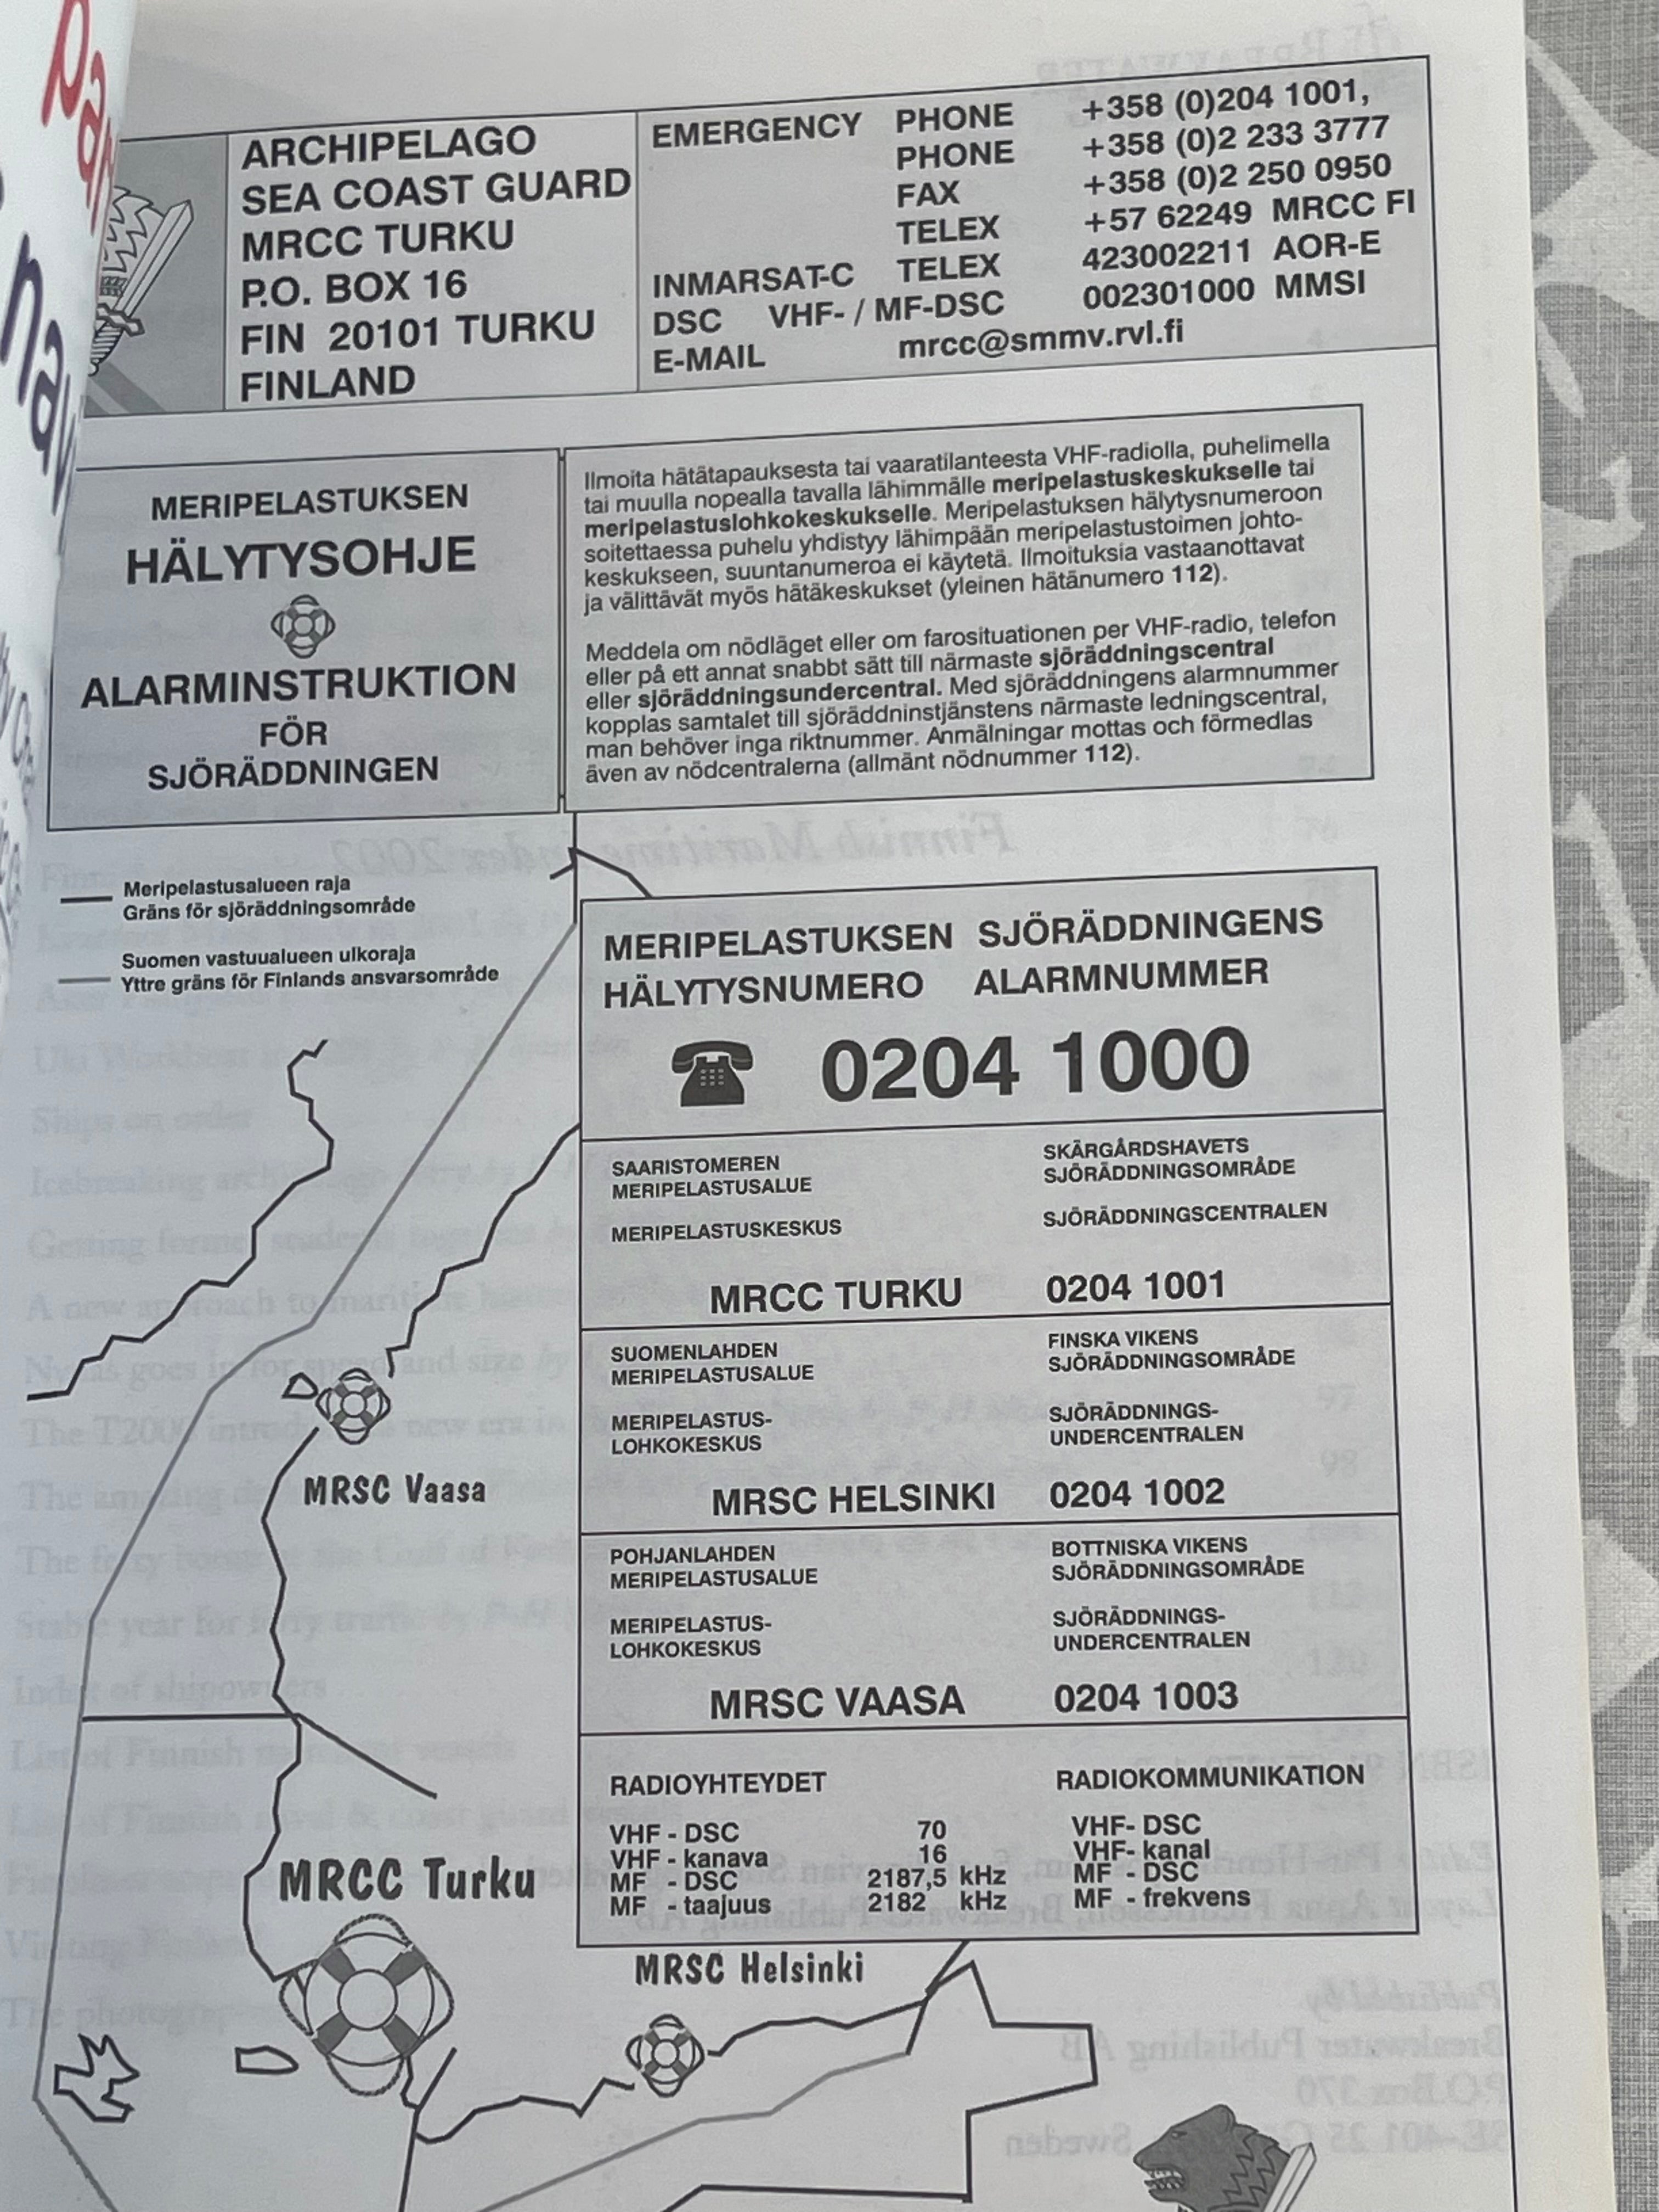 ARCHIPELAGO
SEA COAST GUARD
MRCC TURKU
P.O. BOX 16
FIN 20101 TURKU
FINLAND
EMERGENCY PHONE +358 (0)204 1001,
PHONE +358 (0)2 233 3777
FAX +358 (0)2 250 0950
TELEX +57 62249 MRCC FI
INMARSAT-C TELEX 423002211 AOR-E
DSC VHF- / MF-DSC 002301000 MMSI
E-MAIL mrcc@smmv.rvl.fi
MERIPELASTUKSEN
HÄLYTYSOHJE
ALARMINSTRUKTION
FÖR
SJÖRÄDDNINGEN
Ilmoita hätätapauksesta tai vaaratilanteesta VHF-radiolla, puhelimella
tai muulla nopealla tavalla lähimmälle meripelastuskeskukselle tai
meripelastuslohkokeskukselle. Meripelastuksen hälytysnumeroon
soitettaessa puhelu yhdistyy lähimpään meripelastustoimen johto-
keskukseen, suuntanumeroa ei käytetä. Ilmoituksia vastaanottavat
ja välittävät myös hätäkeskukset (yleinen hätänumero 112).
Meddela om nödläget eller om farosituationen per VHF-radio, telefon
eller på ett annat snabbt sätt till närmaste sjöräddningscentral
eller sjöräddningsundercentral. Med sjöräddningens alarmnummer
kopplas samtalet till sjöräddninstjänstens närmaste ledningscentral,
man behöver inga riktnummer. Anmälningar mottas och förmedlas
även av nödcentralerna (allmänt nödnummer 112).
Meripelastusalueen raja
Gräns för sjöräddningsområde
Suomen vastuualueen ulkoraja
Yttre gräns för Finlands ansvarsområde
MERIPELASTUKSEN SJÖRÄDDNINGENS
HÄLYTYSNUMERO ALARMNUMMER
0204 1000
SAARISTOMEREN SKÄRGÅRDSHAVETS
MERIPELASTUSALUE SJÖRÄDDNINGSOMRÅDE
MERIPELASTUSKESKUS SJÖRÄDDNINGSCENTRALEN
MRCC TURKU 0204 1001
SUOMENLAHDEN FINSKA VIKENS
MERIPELASTUSALUE SJÖRÄDDNINGSOMRÅDE
MERIPELASTUS- SJÖRÄDDNINGS-
LOHKOKESKUS UNDERCENTRALEN
MRSC HELSINKI 0204 1002
POHJANLAHDEN BOTTNISKA VIKENS
MERIPELASTUSALUE SJÖRÄDDNINGSOMRÅDE
MERIPELASTUS- SJÖRÄDDNINGS-
LOHKOKESKUS UNDERCENTRALEN
MRSC VAASA 0204 1003
RADIOYHTEYDET RADIOKOMMUNIKATION
VHF - DSC 70 VHF- DSC
VHF - kanava 16 VHF- kanal
MF - DSC 2187,5 kHz MF - DSC
MF - taajuus 2182 kHz MF - frekvens
MRSC Vaasa
MRCC Turku
MRSC Helsinki